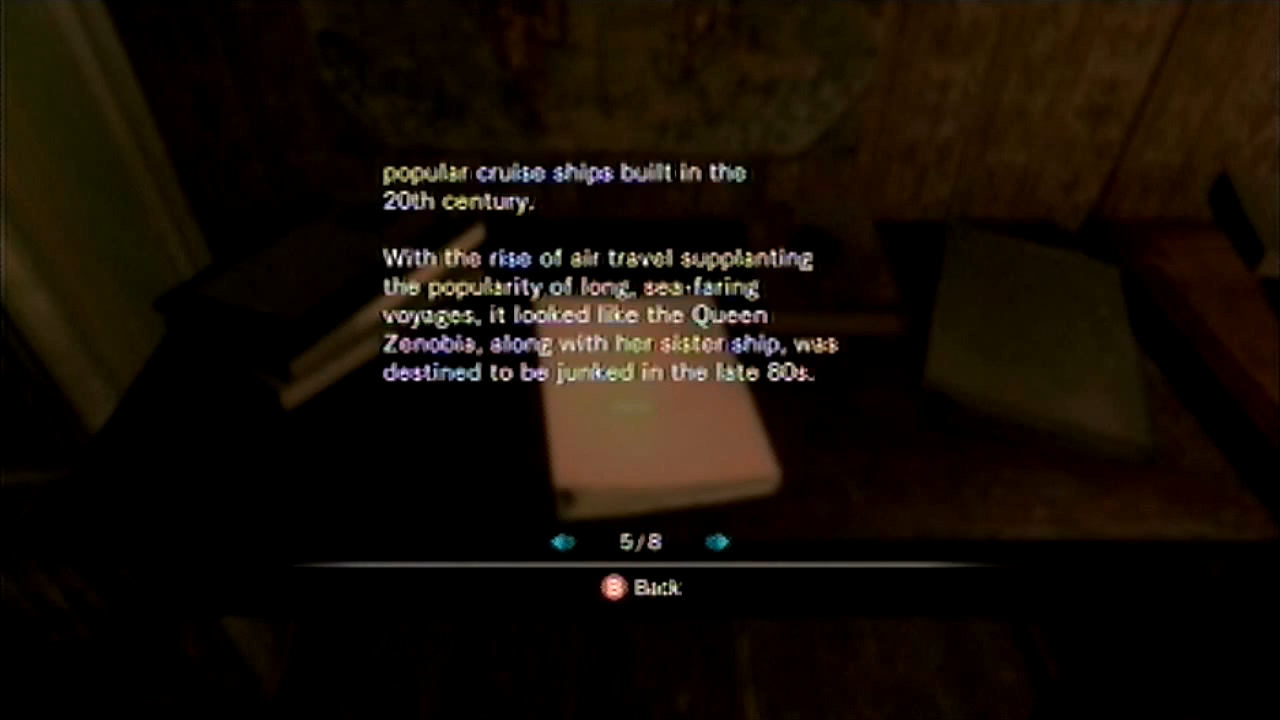 popular cruise ships built in the
20th century.
With the rise of air travel supplanting
the popularity of long, sea-faring
voyages, it looked like the Queen
Zenobia, along with her sister ship, was
destined to be junked in the late 80s.
5/8
B Back